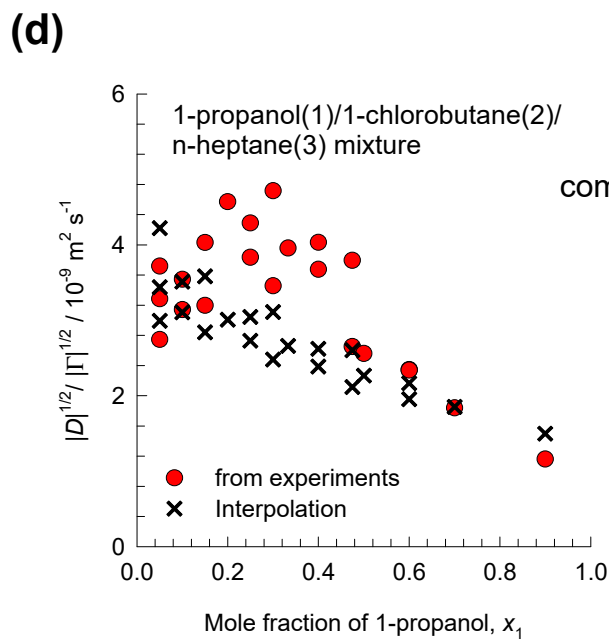 (d)
6
1-propanol(1)/1-chlorobutane(2)/
n-heptane(3) mixture
com
4
|D|^{1/2}/ |Γ|^{1/2} / 10^{-9} m^2 s^{-1}
2
from experiments
Interpolation
0
0.0 0.2 0.4 0.6 0.8 1.0
Mole fraction of 1-propanol, x_1